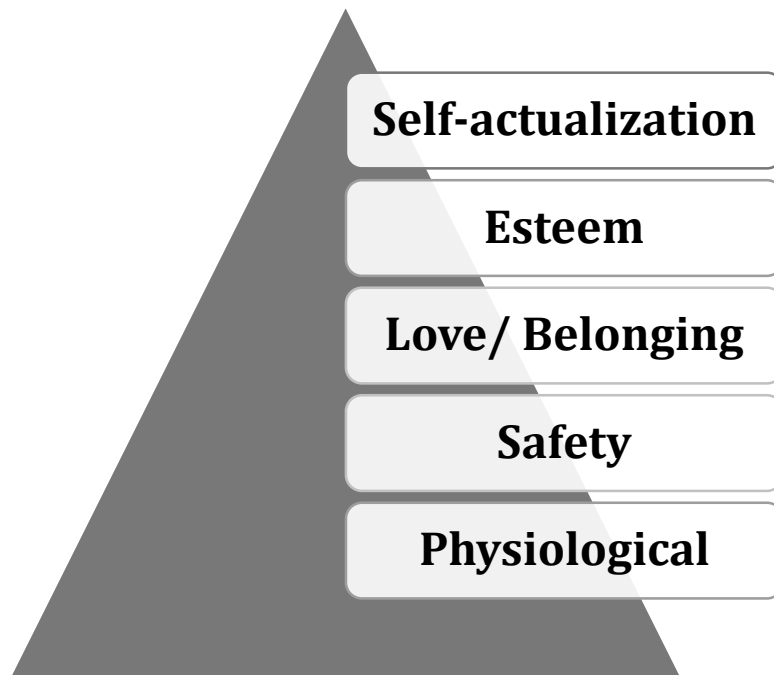 Self-actualization
Esteem
Love/ Belonging
Safety
Physiological